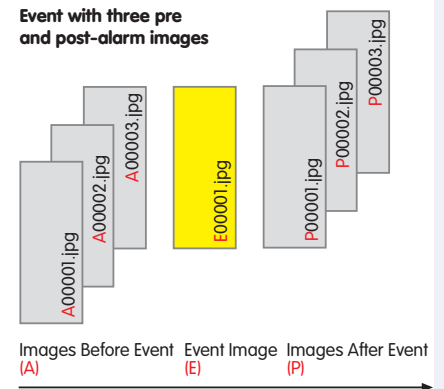 Event with three pre
and post-alarm images
A00001.jpg
A00002.jpg
A00003.jpg
E00001.jpg
P00001.jpg
P00002.jpg
P00003.jpg
Images Before Event Event Image Images After Event
(A) (E) (P)